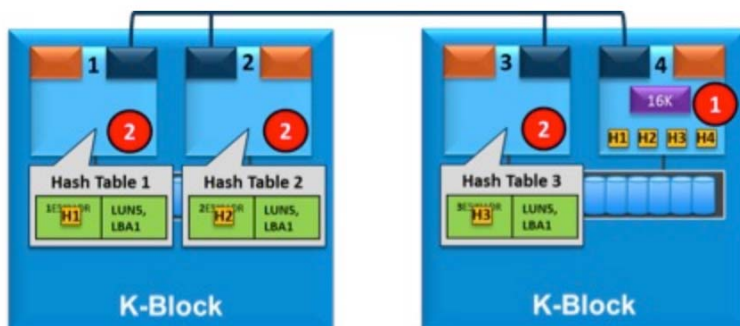 1
2
3
4
16K
1
2
2
2
H1 H2 H3 H4
Hash Table 1
H1
LUN5,
LBA1
Hash Table 2
H2
LUN5,
LBA1
Hash Table 3
H3
LUN5,
LBA1
K-Block
K-Block